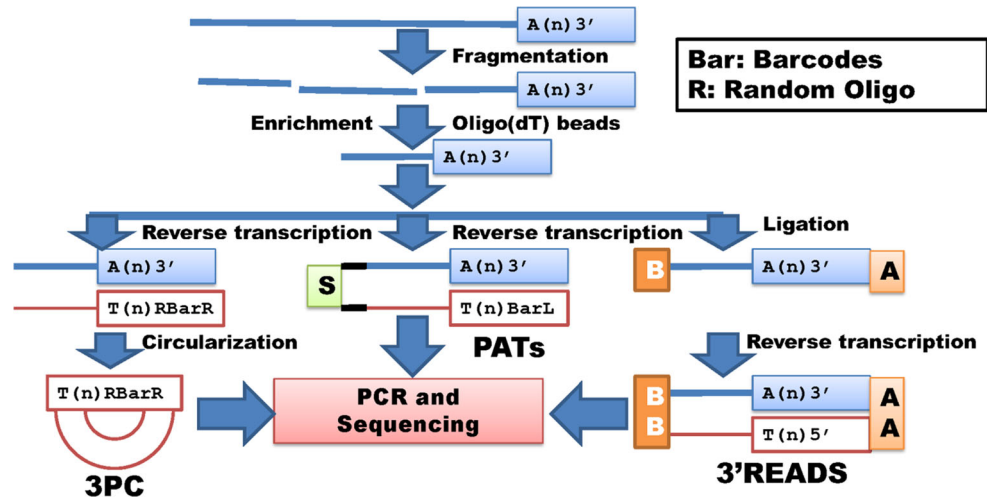 A(n)3′
Fragmentation
Bar: Barcodes
R: Random Oligo
A(n)3′
Enrichment
Oligo(dT) beads
A(n)3′
Reverse transcription
Reverse transcription
Ligation
A(n)3′
S
A(n)3′
B
A(n)3′
A
T(n)RBarR
T(n)BarL
Circularization
PATs
Reverse transcription
T(n)RBarR
PCR and
Sequencing
B
A(n)3′
A
B
T(n)5′
A
3PC
3’READS